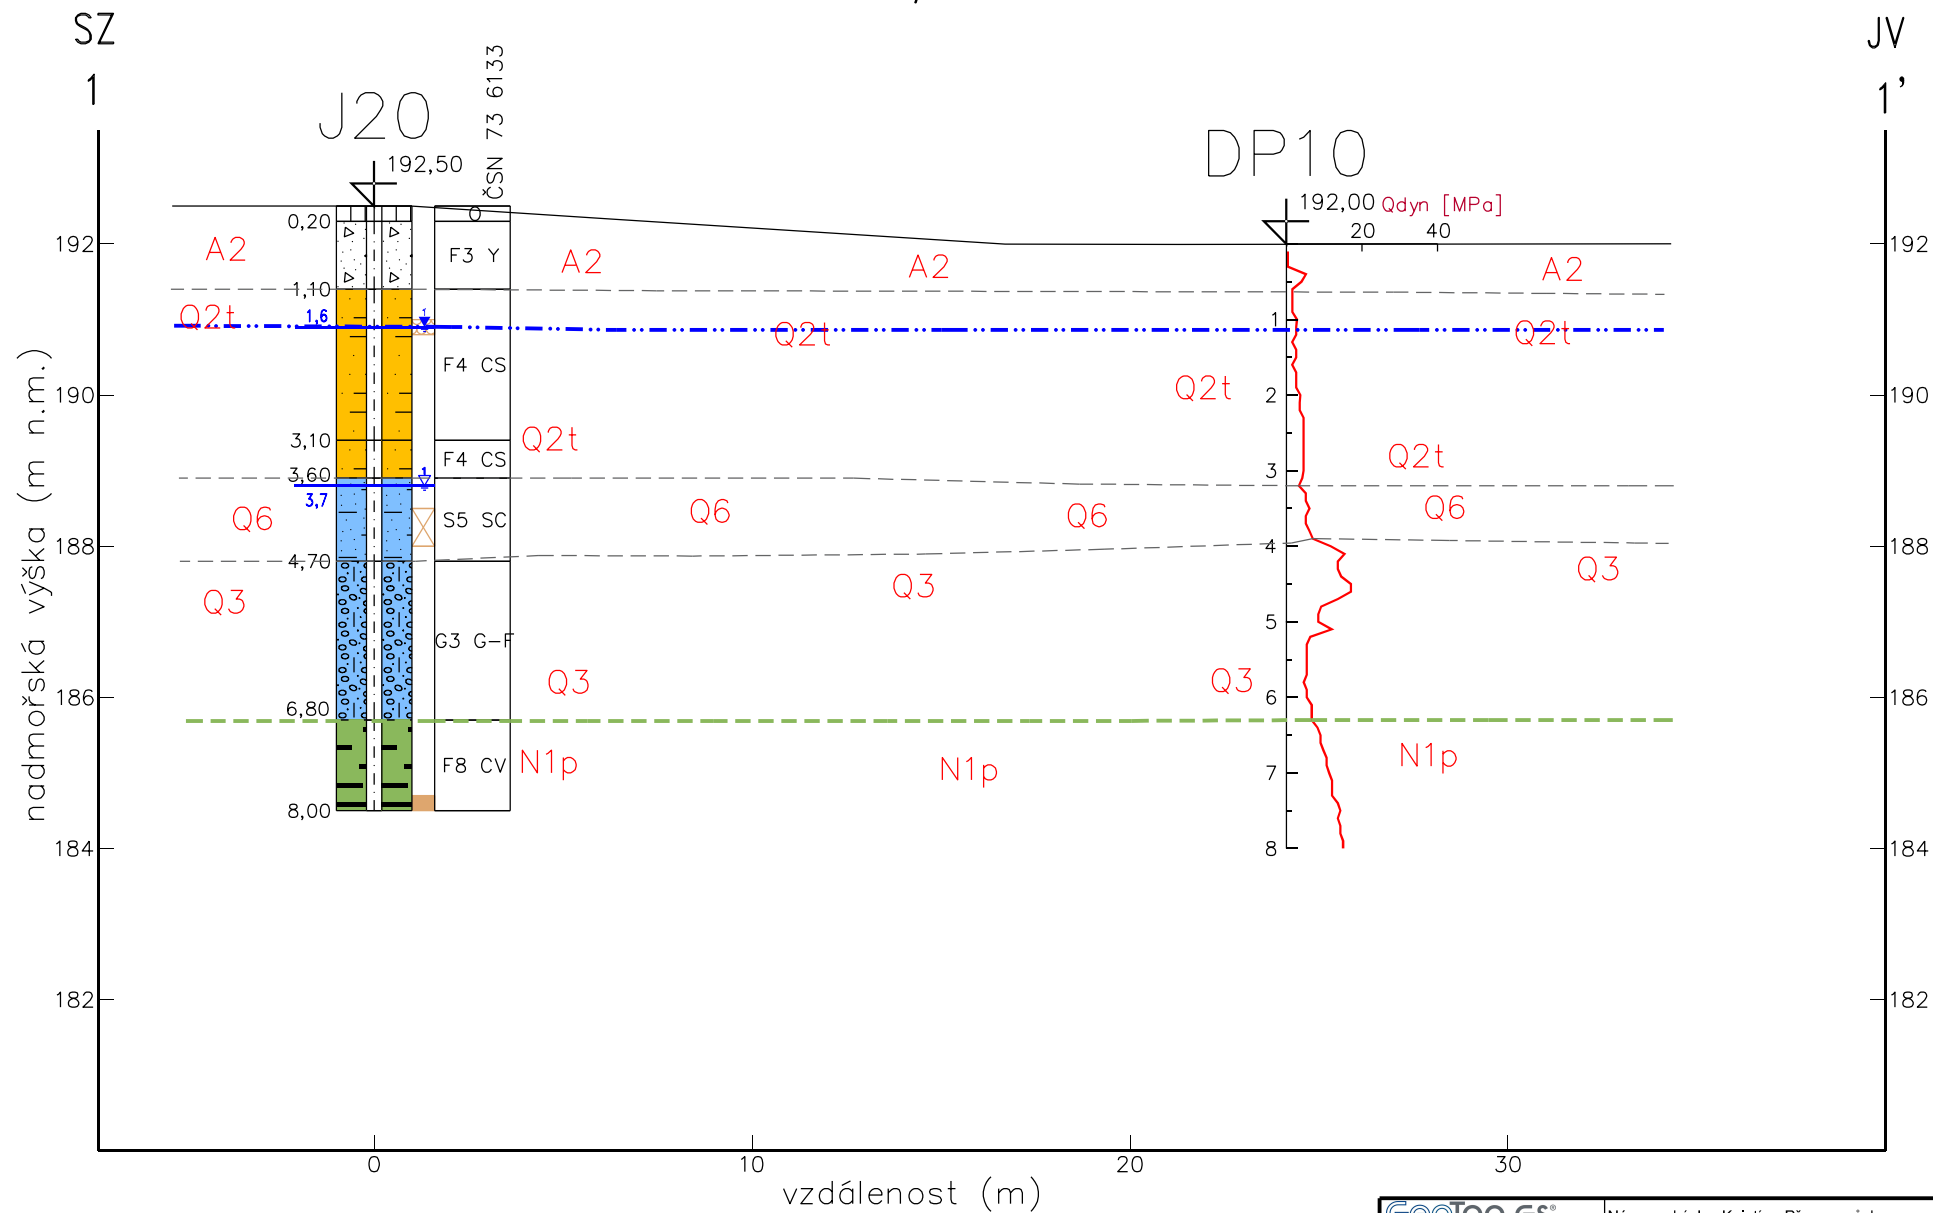 SZ
JV
1
1'
J20
ČSN 73 6133
192,50
DP10
192,00 Qdyn [MPa]
20
40
nadmořská výška (m n.m.)
192
190
188
186
184
182
192
190
188
186
184
182
0,20
1,10
1,6
3,10
3,60
3,7
4,70
6,80
8,00
1
1
O
F3 Y
F4 CS
F4 CS
S5 SC
G3 G-F
F8 CV
A2
A2
A2
A2
Q2t
Q2t
Q2t
Q2t
Q2t
Q2t
Q6
Q6
Q6
Q6
Q3
Q3
Q3
Q3
Q3
N1p
N1p
N1p
1
2
3
4
5
6
7
8
0
10
20
30
vzdálenost (m)